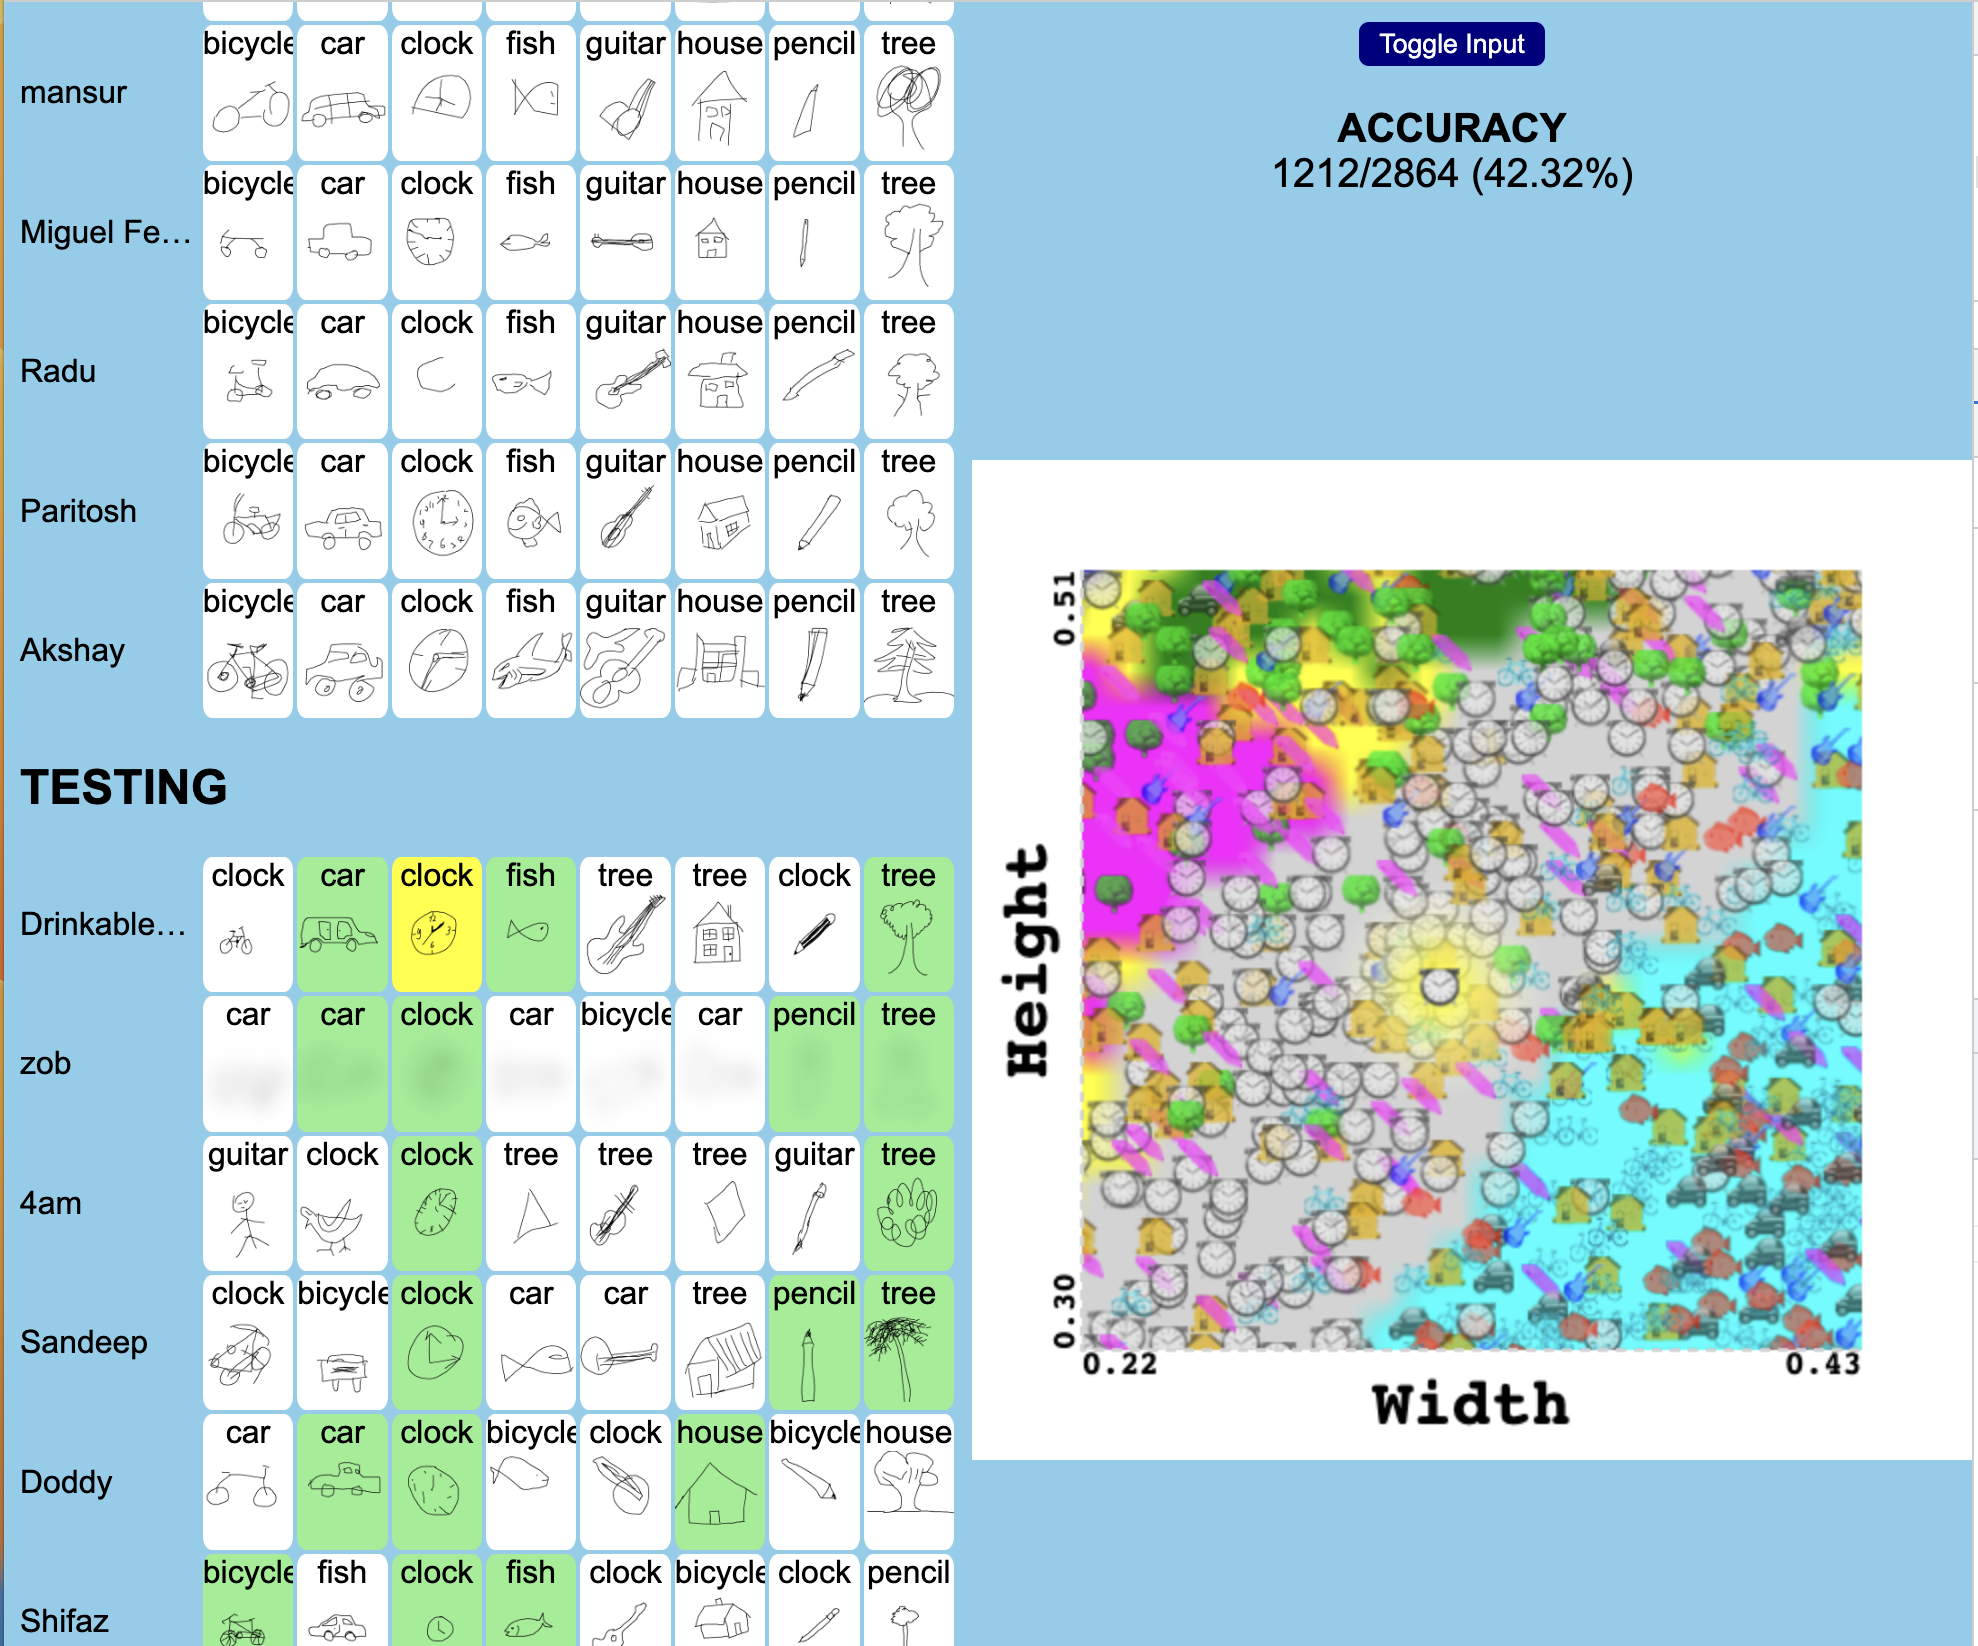 bicycle car clock fish guitar house pencil tree
mansur
bicycle car clock fish guitar house pencil tree
Miguel Fe...
bicycle car clock fish guitar house pencil tree
Radu
bicycle car clock fish guitar house pencil tree
Paritosh
bicycle car clock fish guitar house pencil tree
Akshay
TESTING
clock car clock fish tree tree clock tree
Drinkable...
car car clock car bicycle car pencil tree
zob
guitar clock clock tree tree tree guitar tree
4am
clock bicycle clock car car tree pencil tree
Sandeep
car car clock bicycle clock house bicycle house
Doddy
bicycle fish clock fish clock bicycle clock pencil
Shifaz
Toggle Input
ACCURACY
1212/2864 (42.32%)
0.51
Height
0.30
0.22
0.43
Width